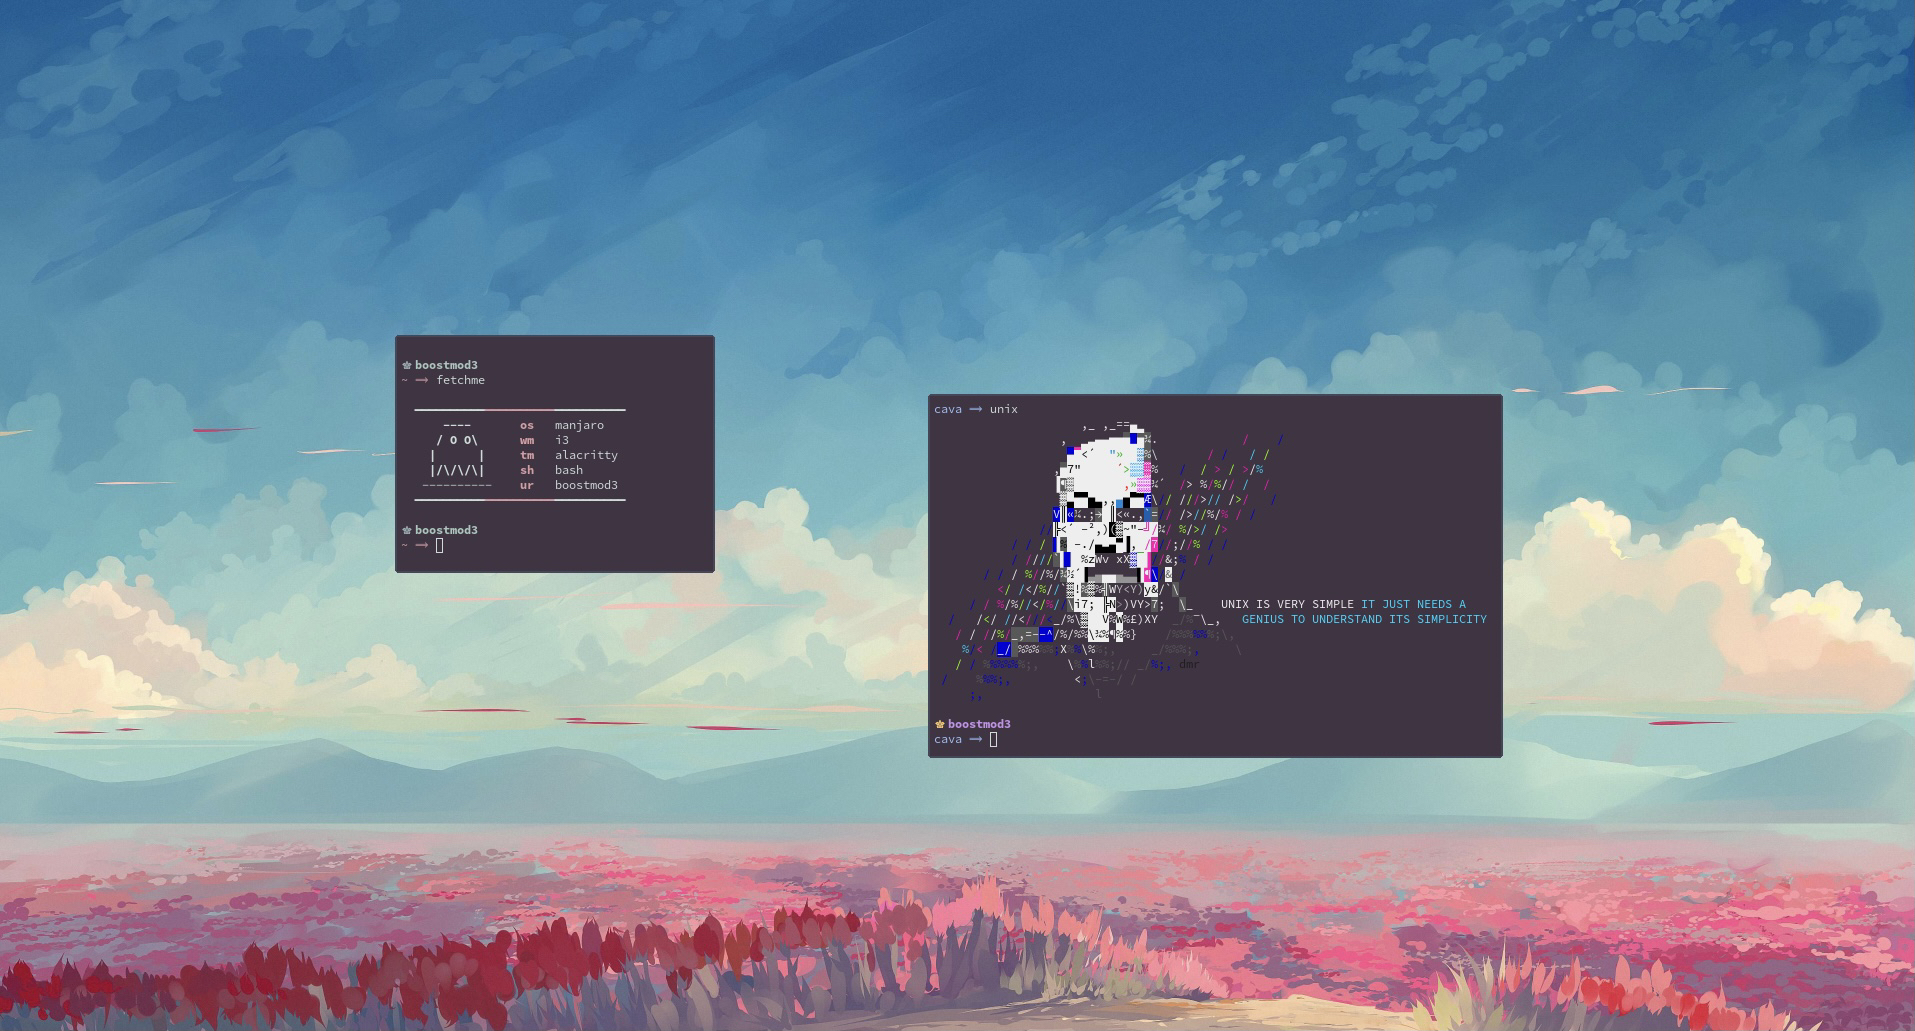 boostmod3
~ → fetchme
os manjaro
wm i3
tm alacritty
sh bash
ur boostmod3
boostmod3
~ →
cava → unix
UNIX IS VERY SIMPLE IT JUST NEEDS A
GENIUS TO UNDERSTAND ITS SIMPLICITY
dmr
boostmod3
cava →